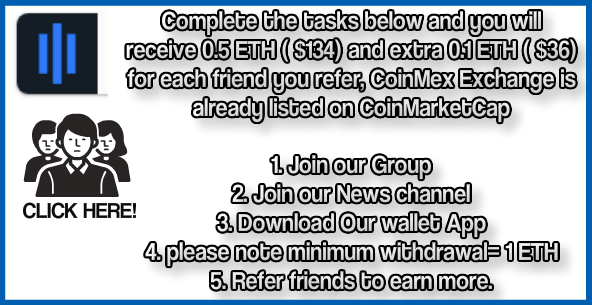 Complete the tasks below and you will
receive 0.5 ETH ( $134) and extra 0.1 ETH ( $36)
for each friend you refer, CoinMex Exchange is
already listed on CoinMarketCap
CLICK HERE!
1. Join our Group
2. Join our News channel
3. Download Our wallet App
4. please note minimum withdrawal= 1 ETH
5. Refer friends to earn more.